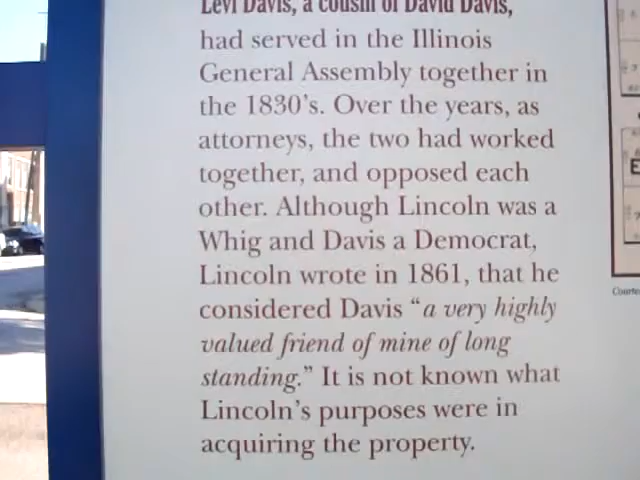 Levi Davis, a cousin of David Davis,
had served in the Illinois
General Assembly together in
the 1830's. Over the years, as
attorneys, the two had worked
together, and opposed each
other. Although Lincoln was a
Whig and Davis a Democrat,
Lincoln wrote in 1861, that he
considered Davis "a very highly
valued friend of mine of long
standing." It is not known what
Lincoln's purposes were in
acquiring the property.